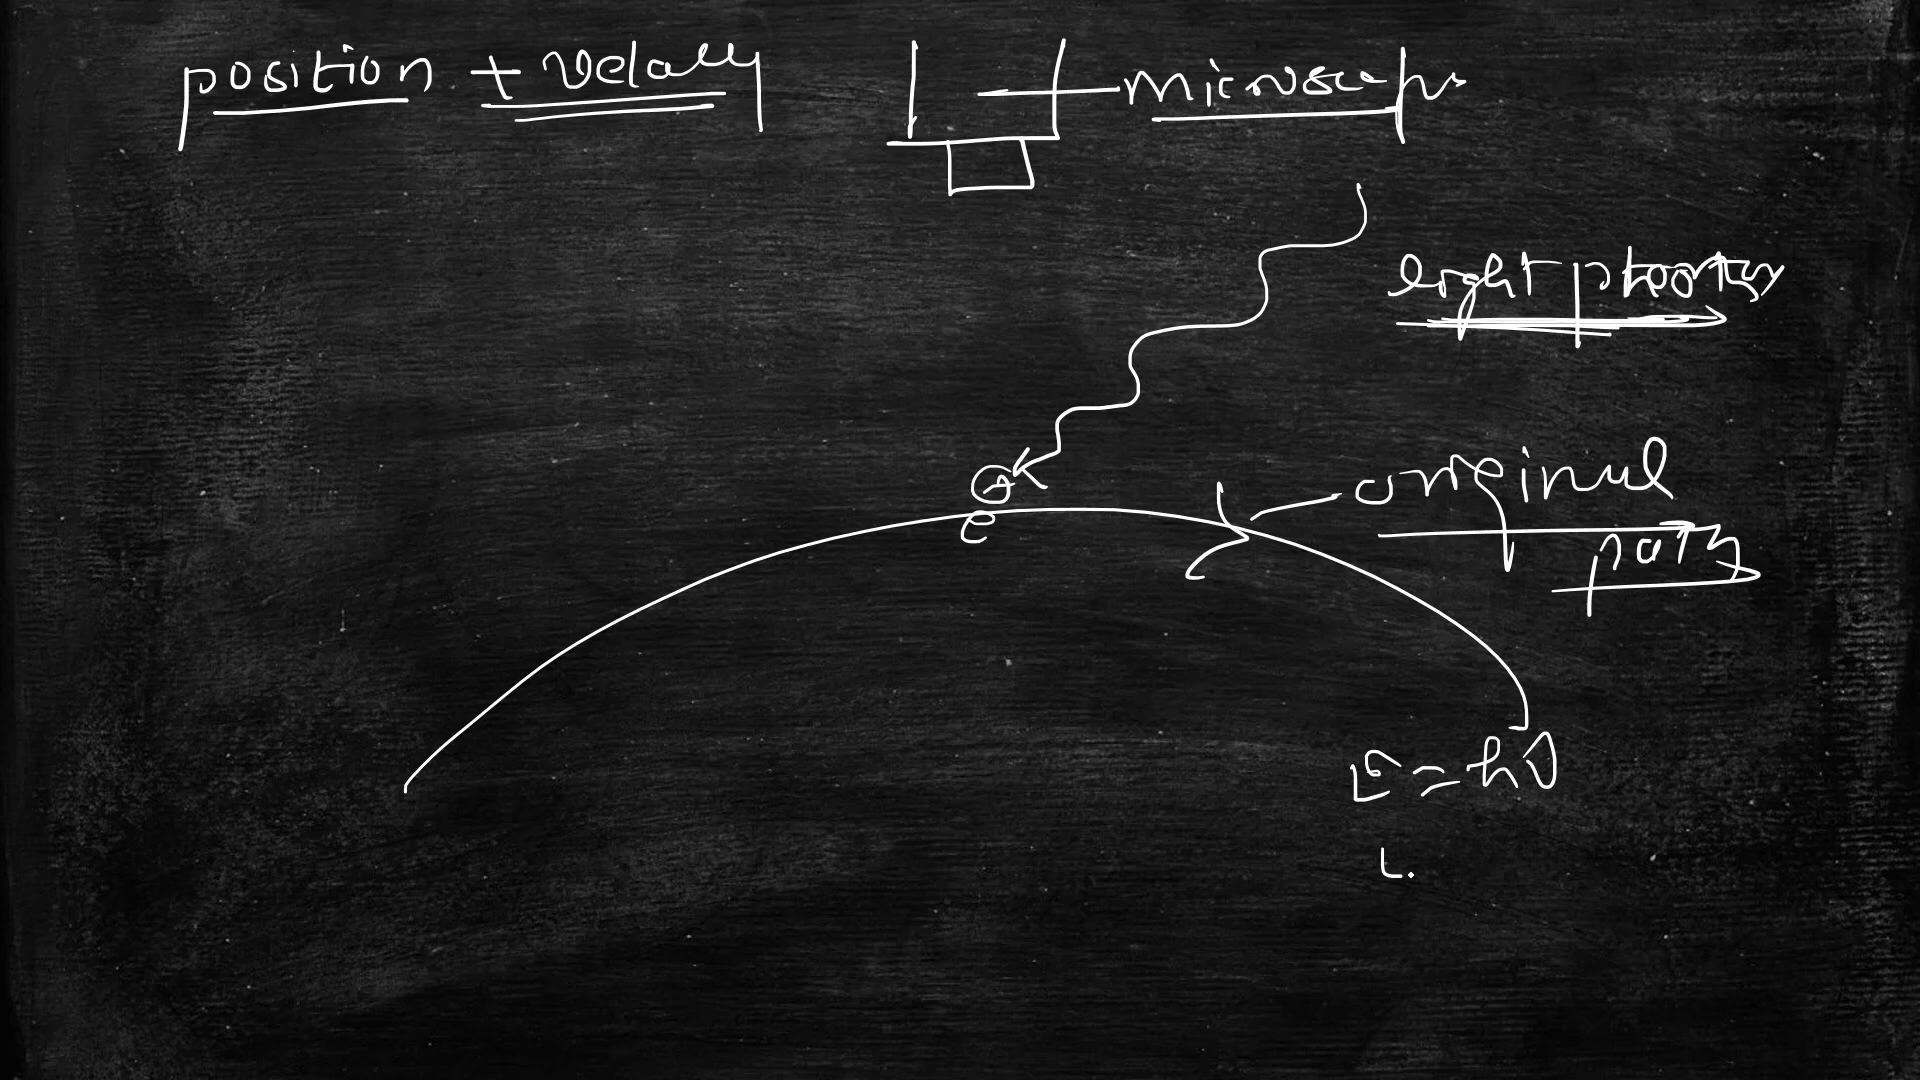 position + velocity microscope
light photon
original
path
e
E = hν